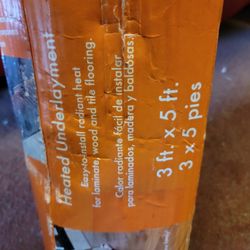 Heated Underlayment
Easy-to-install radiant heat
for laminate, wood and tile flooring.
Calor radiante fácil de instalar
para laminados, madera y baldosas.
3 ft. x 5 ft.
3 x 5 pies